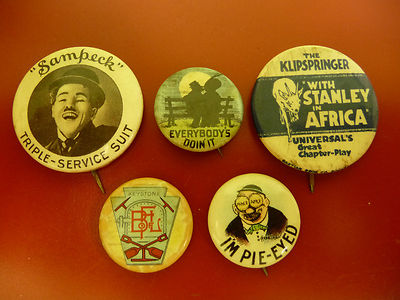 "Sampeck"
TRIPLE-SERVICE SUIT
EVERYBODY'S
DOIN IT
THE
KLIPSPRINGER
WITH
STANLEY
IN
AFRICA
UNIVERSAL'S
Great
Chapter-Play
KEYSTONE
I'M PIE-EYED